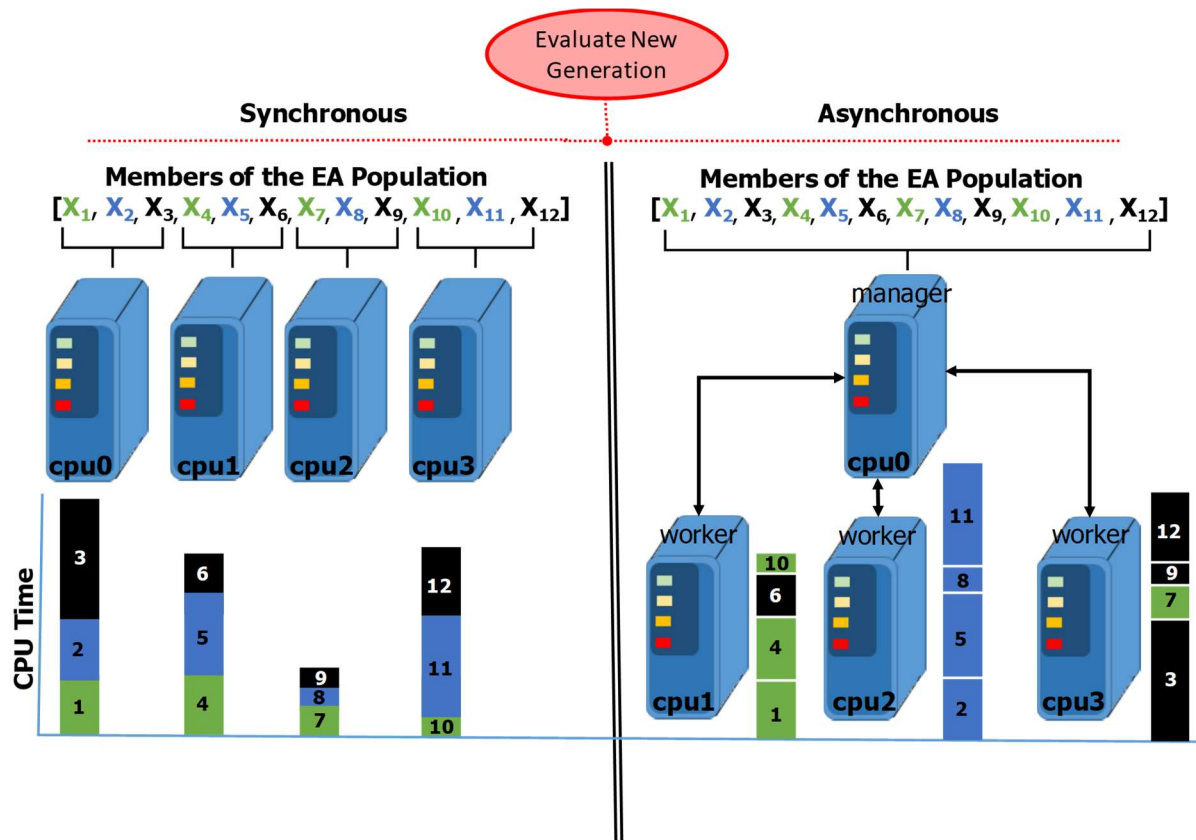 Evaluate New
Generation
Synchronous
Asynchronous
Members of the EA Population
[X1, X2, X3, X4, X5, X6, X7, X8, X9, X10 , X11 , X12]
cpu0
cpu1
cpu2
cpu3
CPU Time
3
2
1
6
5
4
9
8
7
12
11
10
Members of the EA Population
[X1, X2, X3, X4, X5, X6, X7, X8, X9, X10 , X11 , X12]
manager
cpu0
worker
cpu1
10
6
4
1
worker
cpu2
11
8
5
2
worker
cpu3
12
9
7
3